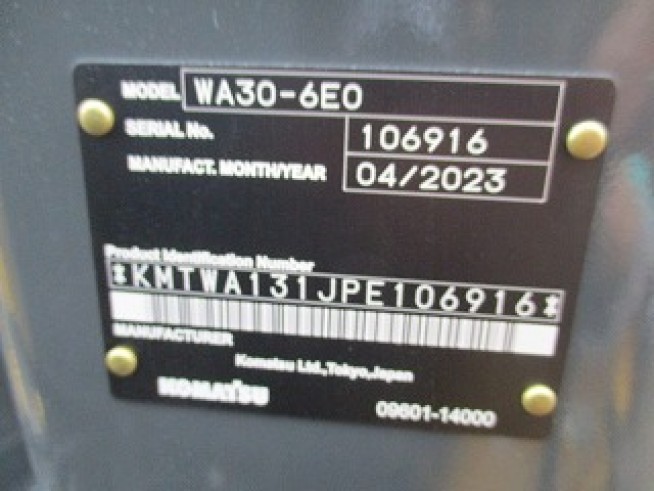 MODEL WA30-6E0
SERIAL No. 106916
MANUFACT. MONTH/YEAR 04/2023
Product Identification Number
*KMTWA131JPE106916*
MANUFACTURER
Komatsu Ltd.,Tokyo,Japan
KOMATSU
09601-14000